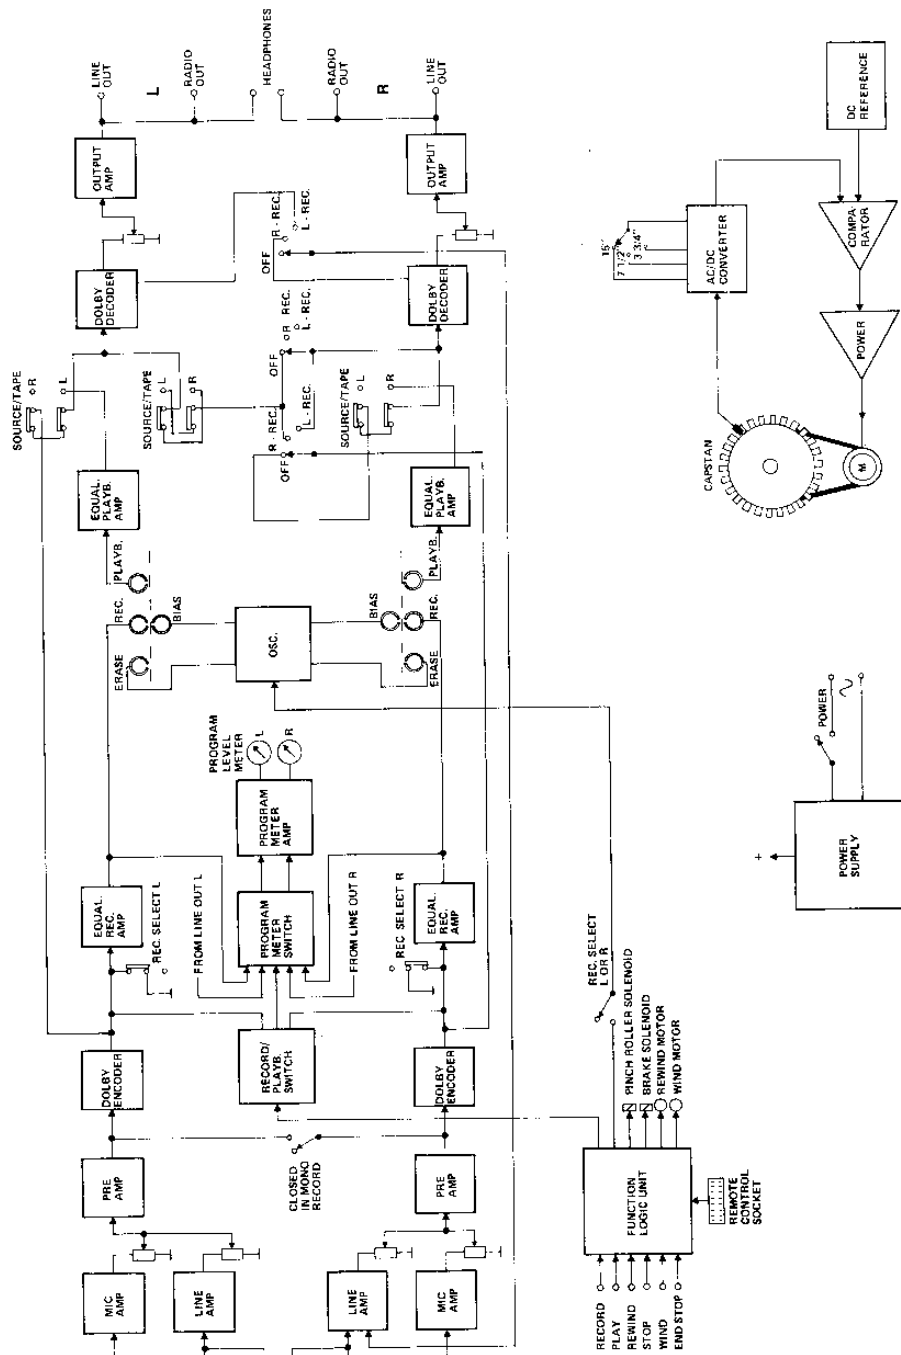 LINE
OUT
L
RADIO
OUT
HEADPHONES
RADIO
OUT
R
LINE
OUT
OUTPUT
AMP
OUTPUT
AMP
R - REC.
L - REC.
OFF
DOLBY
DECODER
DOLBY
DECODER
R REC.
L - REC.
OFF
SOURCE/TAPE
R
L
SOURCE/TAPE
L
R
R - REC.
L - REC.
OFF
SOURCE/TAPE
L
R
EQUAL.
PLAYB.
AMP
EQUAL.
PLAYB.
AMP
PLAYB.
REC.
BIAS
ERASE
OSC.
PLAYB.
BIAS
REC.
ERASE
PROGRAM
LEVEL
METER
L
R
PROGRAM
METER
AMP
EQUAL.
REC.
AMP
REC. SELECT L
FROM LINE OUT L
PROGRAM
METER
SWITCH
FROM LINE OUT R
REC SELECT R
EQUAL.
REC.
AMP
DOLBY
ENCODER
RECORD/
PLAYB.
SWITCH
DOLBY
ENCODER
PRE
AMP
CLOSED
IN MONO
RECORD
PRE
AMP
MIC
AMP
LINE
AMP
LINE
AMP
MIC
AMP
DC
REFERENCE
COMPA-
RATOR
15"
7 1/2"
3 3/4"
AC/DC
CONVERTER
POWER
CAPSTAN
M
POWER
+
POWER
SUPPLY
REC. SELECT
L OR R
PINCH ROLLER SOLENOID
BRAKE SOLENOID
REWIND MOTOR
WIND MOTOR
FUNCTION
LOGIC UNIT
REMOTE
CONTROL
SOCKET
RECORD
PLAY
REWIND
STOP
WIND
END STOP